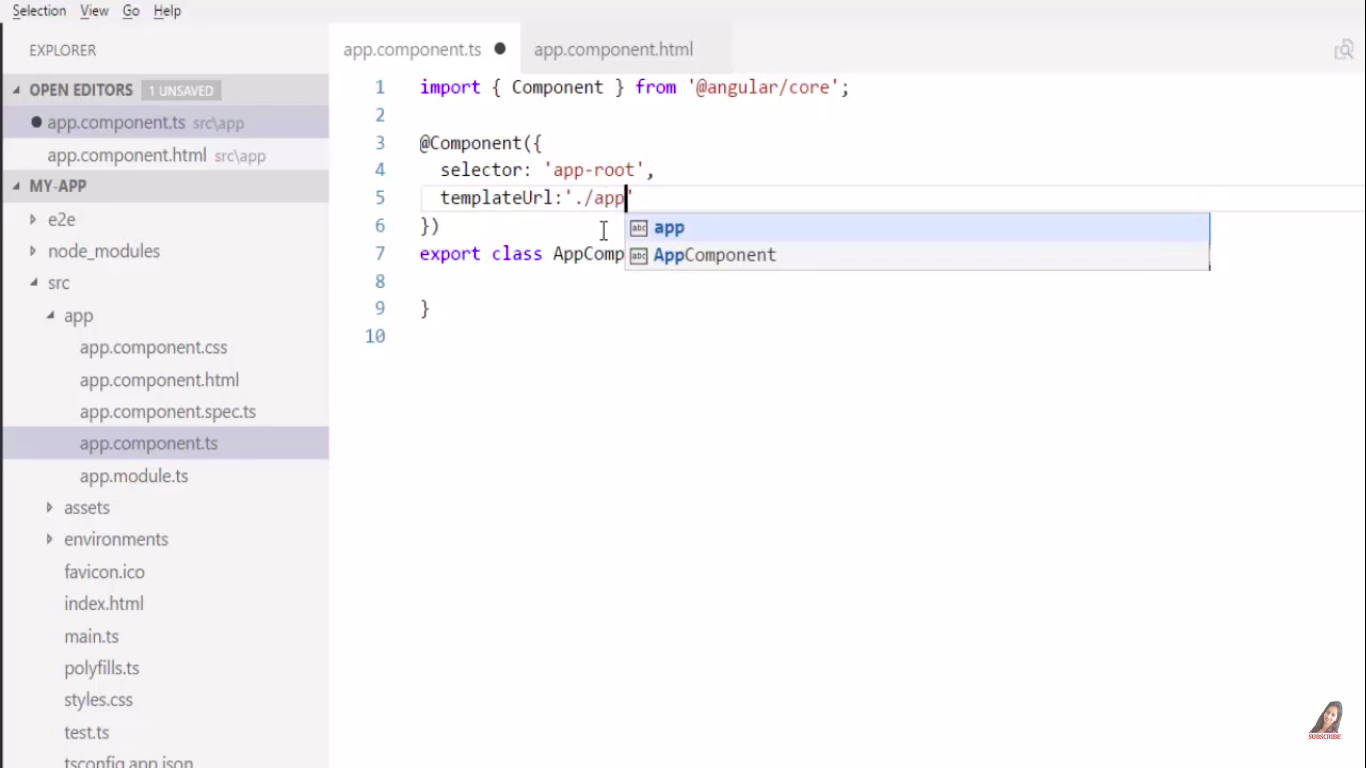 Selection View Go Help
EXPLORER
OPEN EDITORS 1 UNSAVED
app.component.ts src\app
app.component.html src\app
MY-APP
e2e
node_modules
src
app
app.component.css
app.component.html
app.component.spec.ts
app.component.ts
app.module.ts
assets
environments
favicon.ico
index.html
main.ts
polyfills.ts
styles.css
test.ts
tsconfig.app.json
app.component.ts app.component.html
1 import { Component } from '@angular/core';
2
3 @Component({
4 selector: 'app-root',
5 templateUrl:'./app'
6 })
7 export class AppComp
8
9 }
10
app
AppComponent
SUBSCRIBE